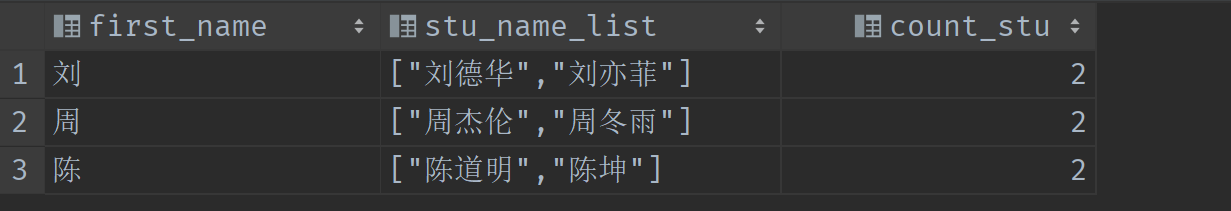 first_name stu_name_list count_stu
1 刘 ["刘德华","刘亦菲"] 2
2 周 ["周杰伦","周冬雨"] 2
3 陈 ["陈道明","陈坤"] 2